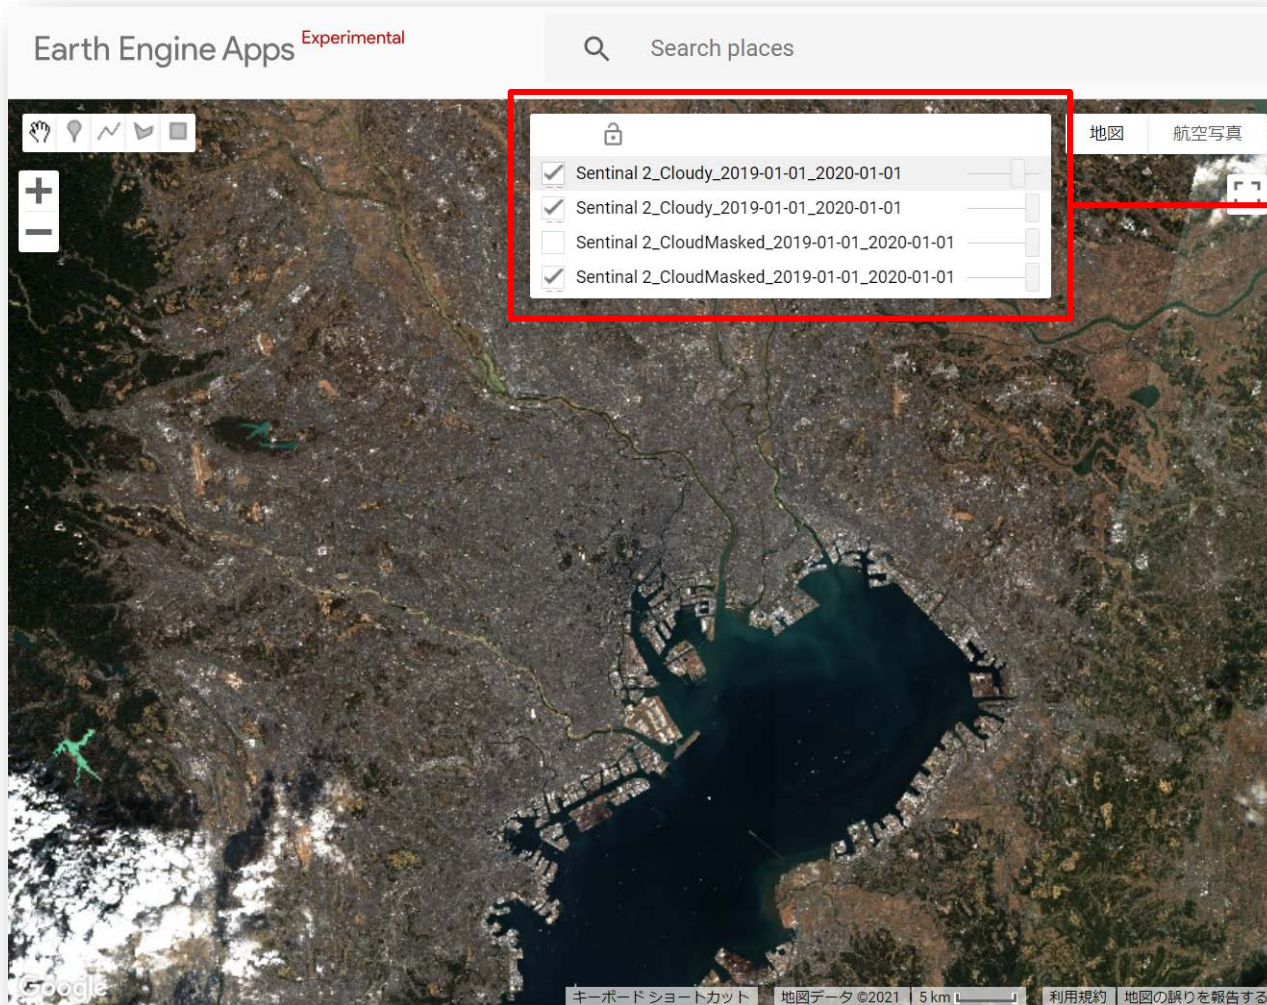 Earth Engine Apps Experimental
Search places
地図
航空写真
Sentinal 2_Cloudy_2019-01-01_2020-01-01
Sentinal 2_Cloudy_2019-01-01_2020-01-01
Sentinal 2_CloudMasked_2019-01-01_2020-01-01
Sentinal 2_CloudMasked_2019-01-01_2020-01-01
Google
キーボード ショートカット
地図データ ©2021
5 km
利用規約
地図の誤りを報告する